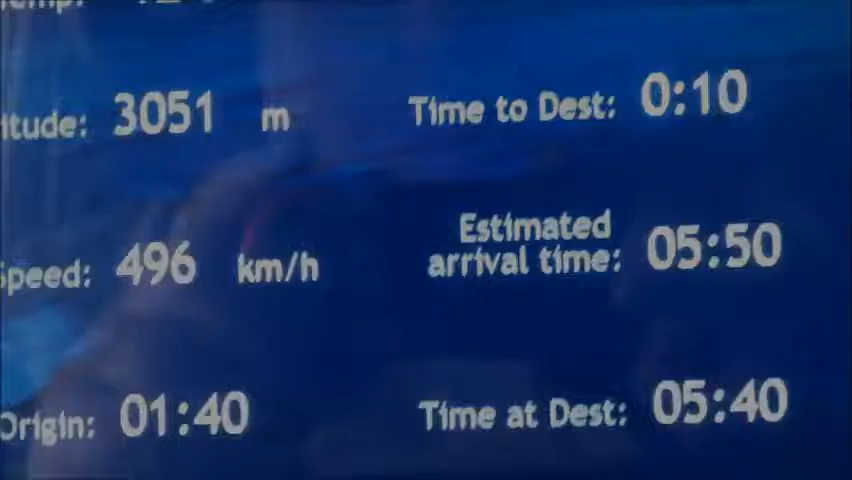 itude: 3051 m Time to Dest: 0:10
Speed: 496 km/h Estimated arrival time: 05:50
Origin: 01:40 Time at Dest: 05:40